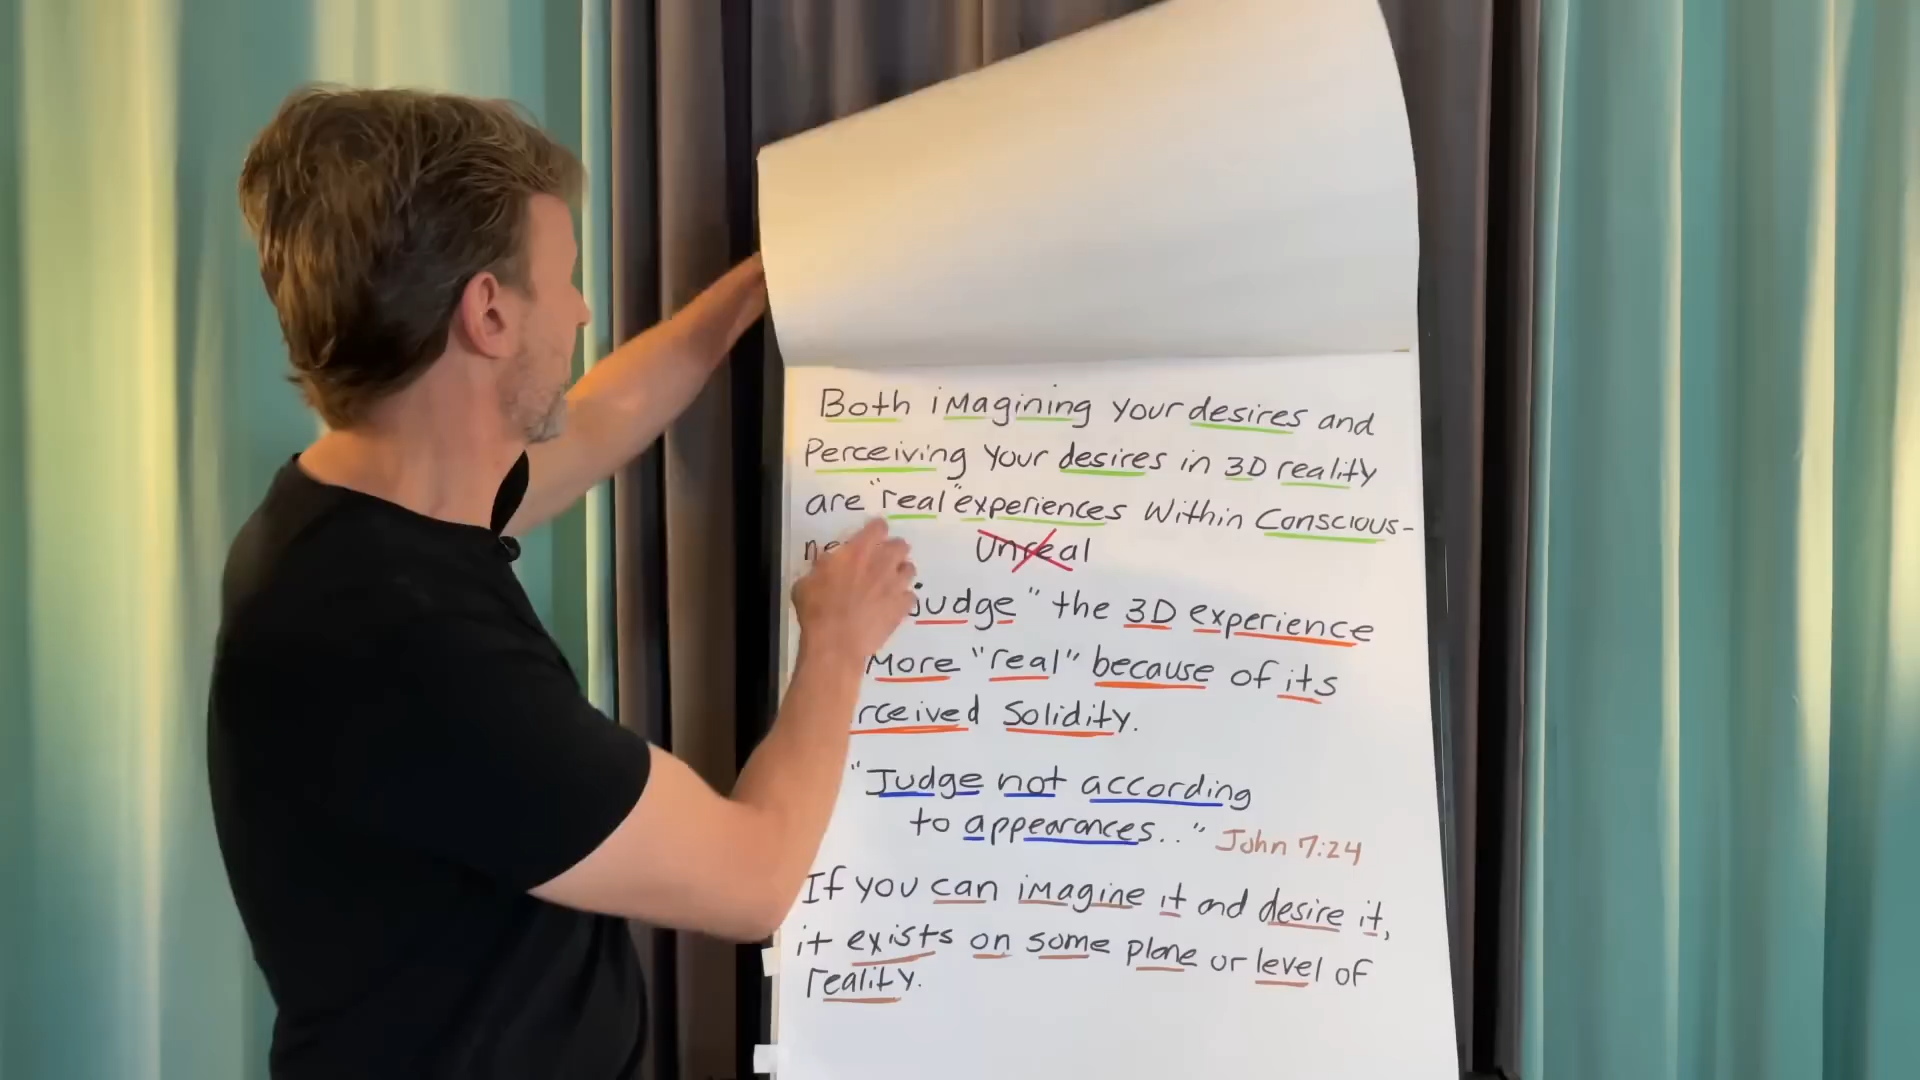 Both imagining your desires and
Perceiving your desires in 3D reality
are "real" experiences within Conscious-
Unreal
judge" the 3D experience
More "real" because of its
Solidity.
"Judge not according
to appearances.." John 7:24
If you can imagine it and desire it,
it exists on some plane or level of
reality.